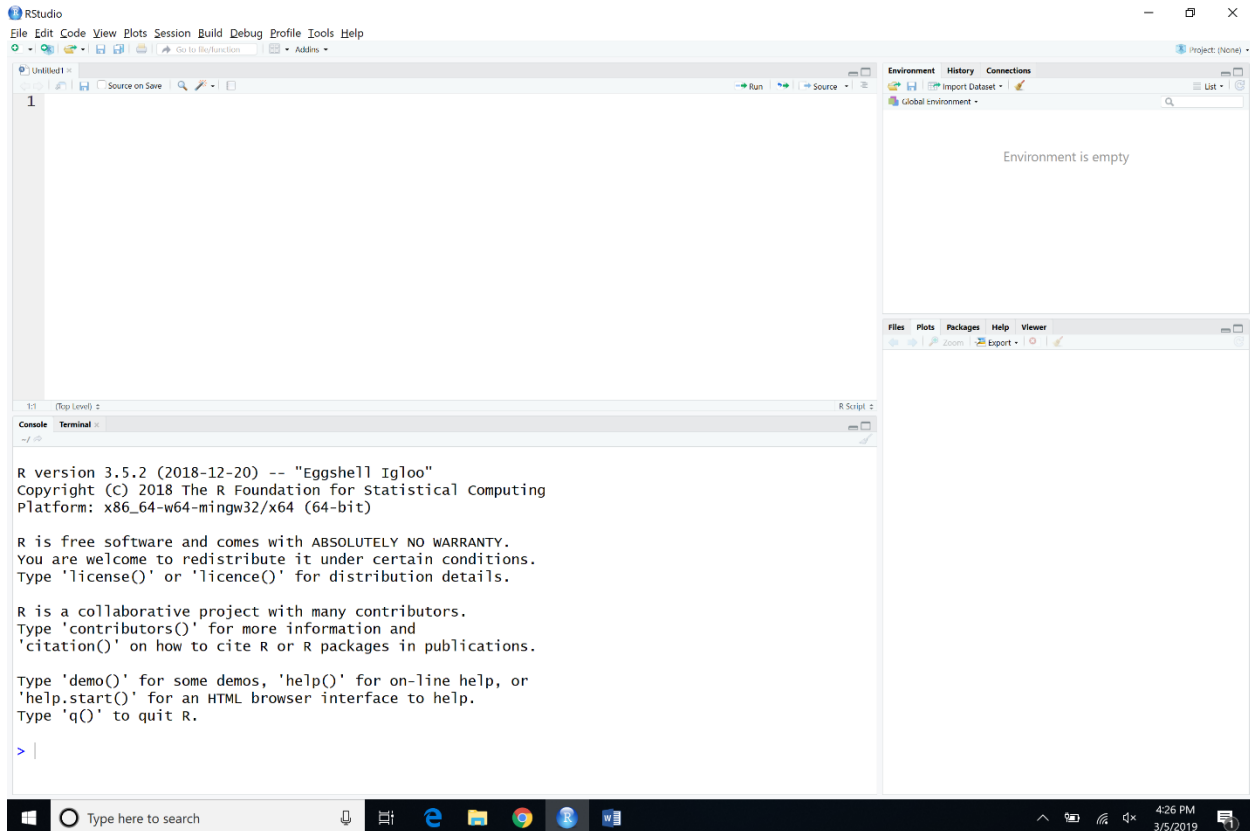 RStudio
File Edit Code View Plots Session Build Debug Profile Tools Help
Go to file/function Addins
Project: (None)
Untitled1
Source on Save Run Source
1
1:1 (Top Level) R Script
Console Terminal
~/
R version 3.5.2 (2018-12-20) -- "Eggshell Igloo"
Copyright (C) 2018 The R Foundation for Statistical Computing
Platform: x86_64-w64-mingw32/x64 (64-bit)
R is free software and comes with ABSOLUTELY NO WARRANTY.
You are welcome to redistribute it under certain conditions.
Type 'license()' or 'licence()' for distribution details.
R is a collaborative project with many contributors.
Type 'contributors()' for more information and
'citation()' on how to cite R or R packages in publications.
Type 'demo()' for some demos, 'help()' for on-line help, or
'help.start()' for an HTML browser interface to help.
Type 'q()' to quit R.
>
Environment History Connections
Import Dataset List
Global Environment
Environment is empty
Files Plots Packages Help Viewer
Zoom Export
Type here to search
4:26 PM
3/5/2019